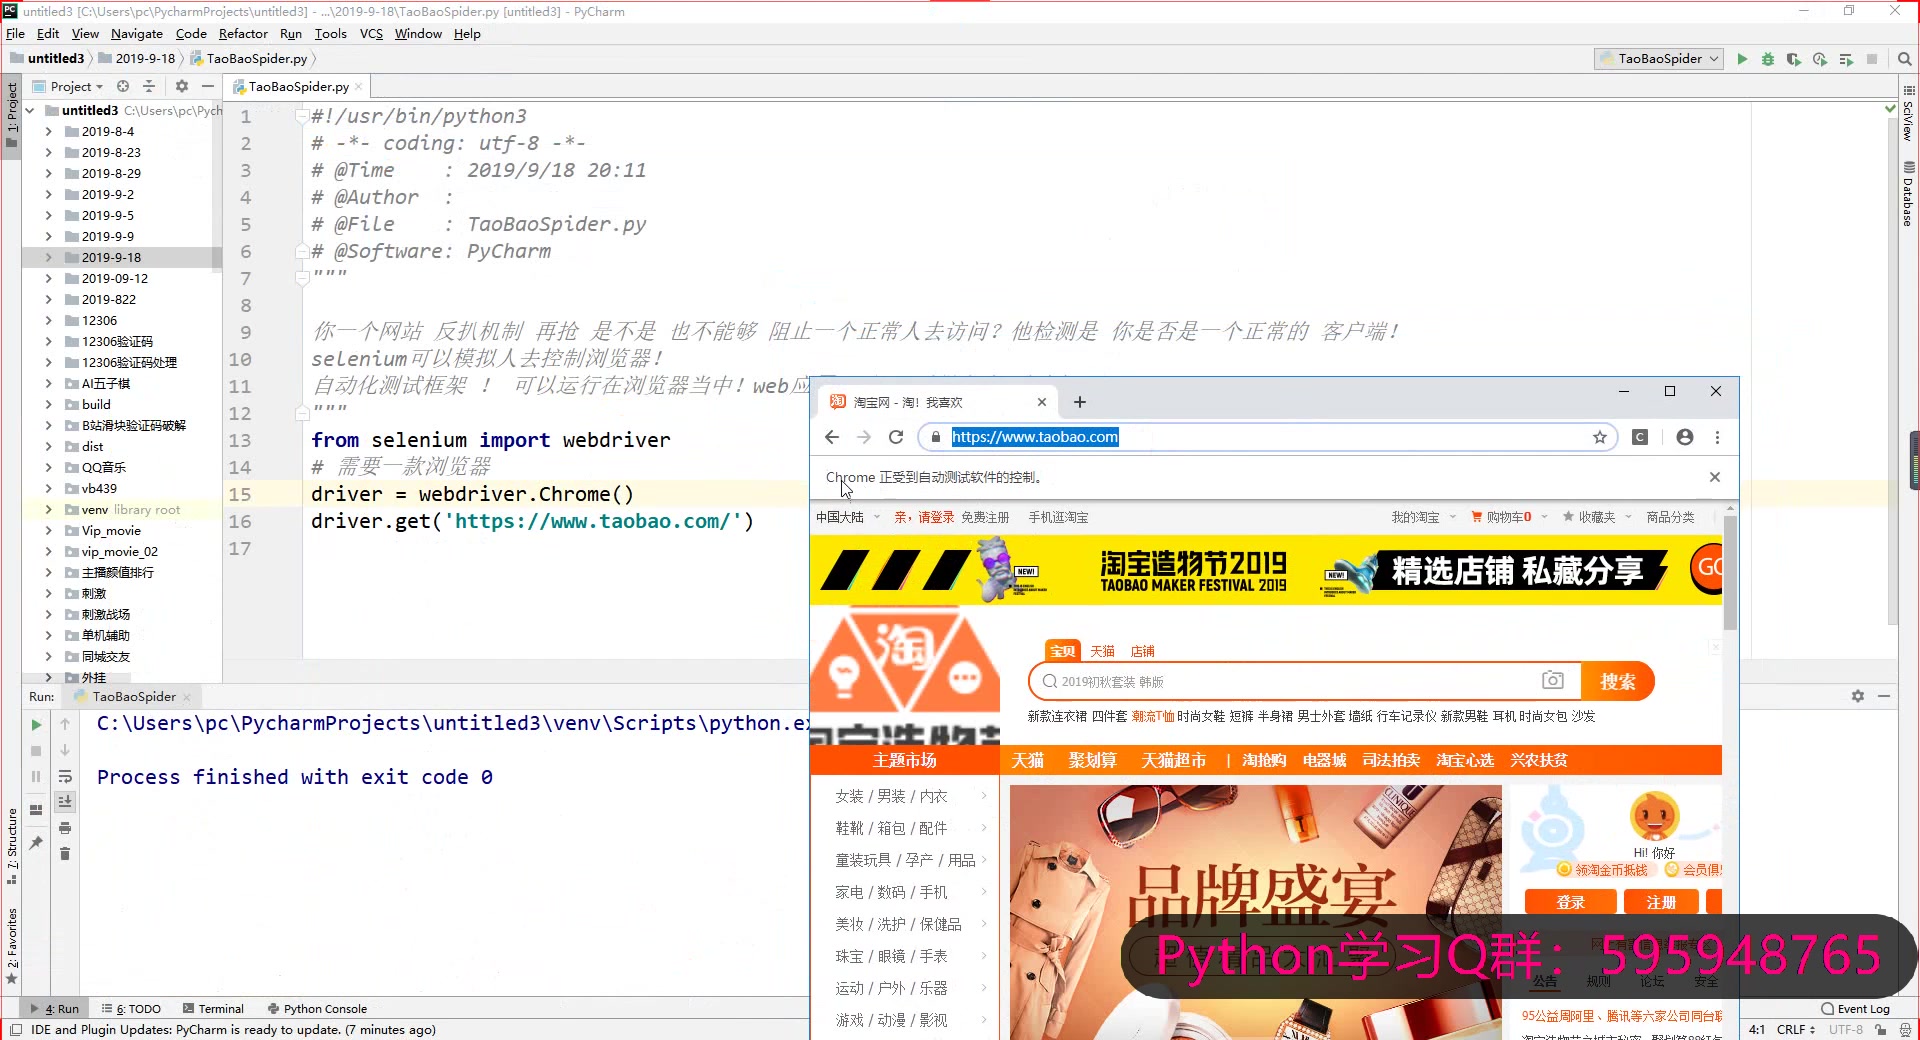 untitled3 [C:\Users\pc\PycharmProjects\untitled3] - ...\2019-9-18\TaoBaoSpider.py [untitled3] - PyCharm
File Edit View Navigate Code Refactor Run Tools VCS Window Help
untitled3 2019-9-18 TaoBaoSpider.py
TaoBaoSpider
Project
TaoBaoSpider.py
1: Project
untitled3 C:\Users\pc\Pych
2019-8-4
2019-8-23
2019-8-29
2019-9-2
2019-9-5
2019-9-9
2019-9-18
2019-09-12
2019-822
12306
12306验证码
12306验证码处理
AI五子棋
build
B站滑块验证码破解
dist
QQ音乐
vb439
venv library root
Vip_movie
vip_movie_02
主播颜值排行
刺激
刺激战场
单机辅助
同城交友
外挂
1 #!/usr/bin/python3
2 # -*- coding: utf-8 -*-
3 # @Time    : 2019/9/18 20:11
4 # @Author  :
5 # @File    : TaoBaoSpider.py
6 # @Software: PyCharm
7 """
8
9 你一个网站 反扒机制 再抢 是不是 也不能够 阻止一个正常人去访问？他检测是 你是否是一个正常的 客户端！
10 selenium可以模拟人去控制浏览器！
11 自动化测试框架 ！ 可以运行在浏览器当中！web应
12 """
13 from selenium import webdriver
14 # 需要一款浏览器
15 driver = webdriver.Chrome()
16 driver.get('https://www.taobao.com/')
17
SciView
Database
淘宝网 - 淘！我喜欢
https://www.taobao.com
Chrome 正受到自动测试软件的控制。
中国大陆 亲，请登录 免费注册 手机逛淘宝 我的淘宝 购物车0 收藏夹 商品分类
NEW! 淘宝造物节2019 NEW! 精选店铺 私藏分享 GO
TAOBAO MAKER FESTIVAL 2019
淘
宝贝 天猫 店铺
2019初秋套装 韩版 搜索
新款连衣裙 四件套 潮流T恤 时尚女鞋 短裤 半身裙 男士外套 墙纸 行车记录仪 新款男鞋 耳机 时尚女包 沙发
主题市场 天猫 聚划算 天猫超市 | 淘抢购 电器城 司法拍卖 淘宝心选 兴农扶贫
女装 / 男装 / 内衣
鞋靴 / 箱包 / 配件
童装玩具 / 孕产 / 用品
家电 / 数码 / 手机
美妆 / 洗护 / 保健品
珠宝 / 眼镜 / 手表
运动 / 户外 / 乐器
游戏 / 动漫 / 影视
CLINIQUE
品牌盛宴
Hi! 你好
领淘金币抵钱 会员俱
登录 注册
Python学习Q群：595948765
公告 规则 论坛 安全
95公益周阿里、腾讯等六家公司同台联
Run: TaoBaoSpider
C:\Users\pc\PycharmProjects\untitled3\venv\Scripts\python.e
Process finished with exit code 0
7: Structure
2: Favorites
4: Run 6: TODO Terminal Python Console Event Log
IDE and Plugin Updates: PyCharm is ready to update. (7 minutes ago) 4:1 CRLF UTF-8